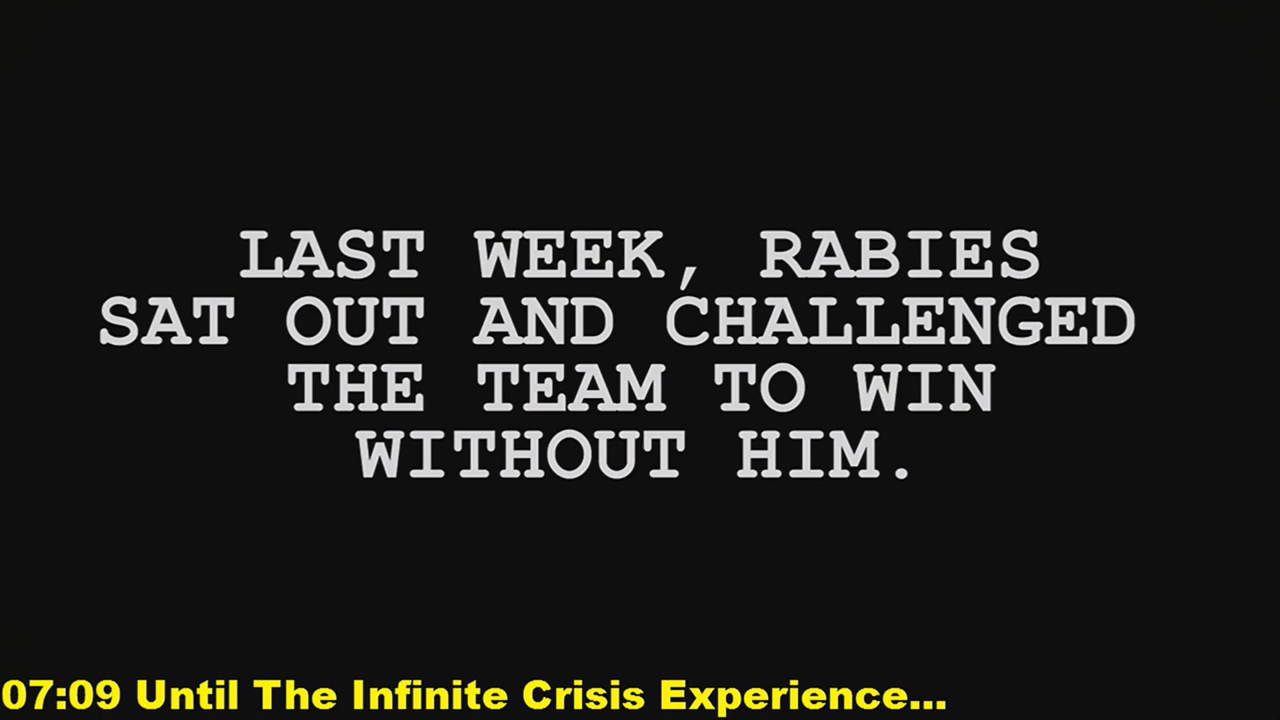 LAST WEEK, RABIES
SAT OUT AND CHALLENGED
THE TEAM TO WIN
WITHOUT HIM.
07:09 Until The Infinite Crisis Experience...